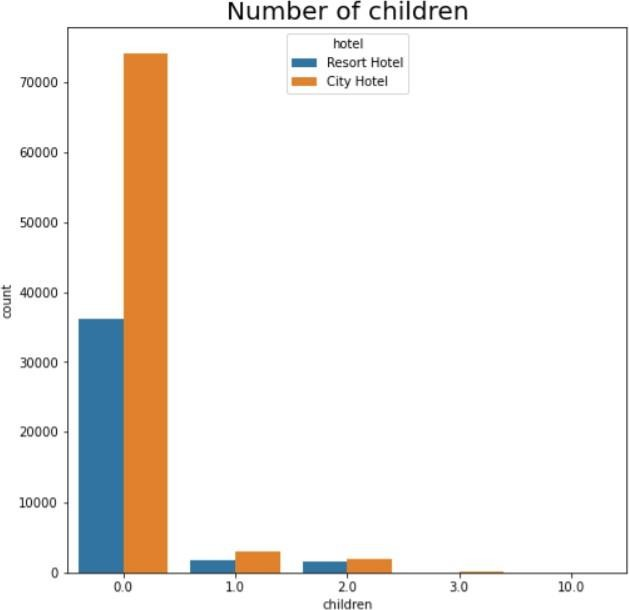 Number of children
hotel
Resort Hotel
City Hotel
70000
60000
50000
40000
30000
20000
10000
0
count
0.0 1.0 2.0 3.0 10.0
children